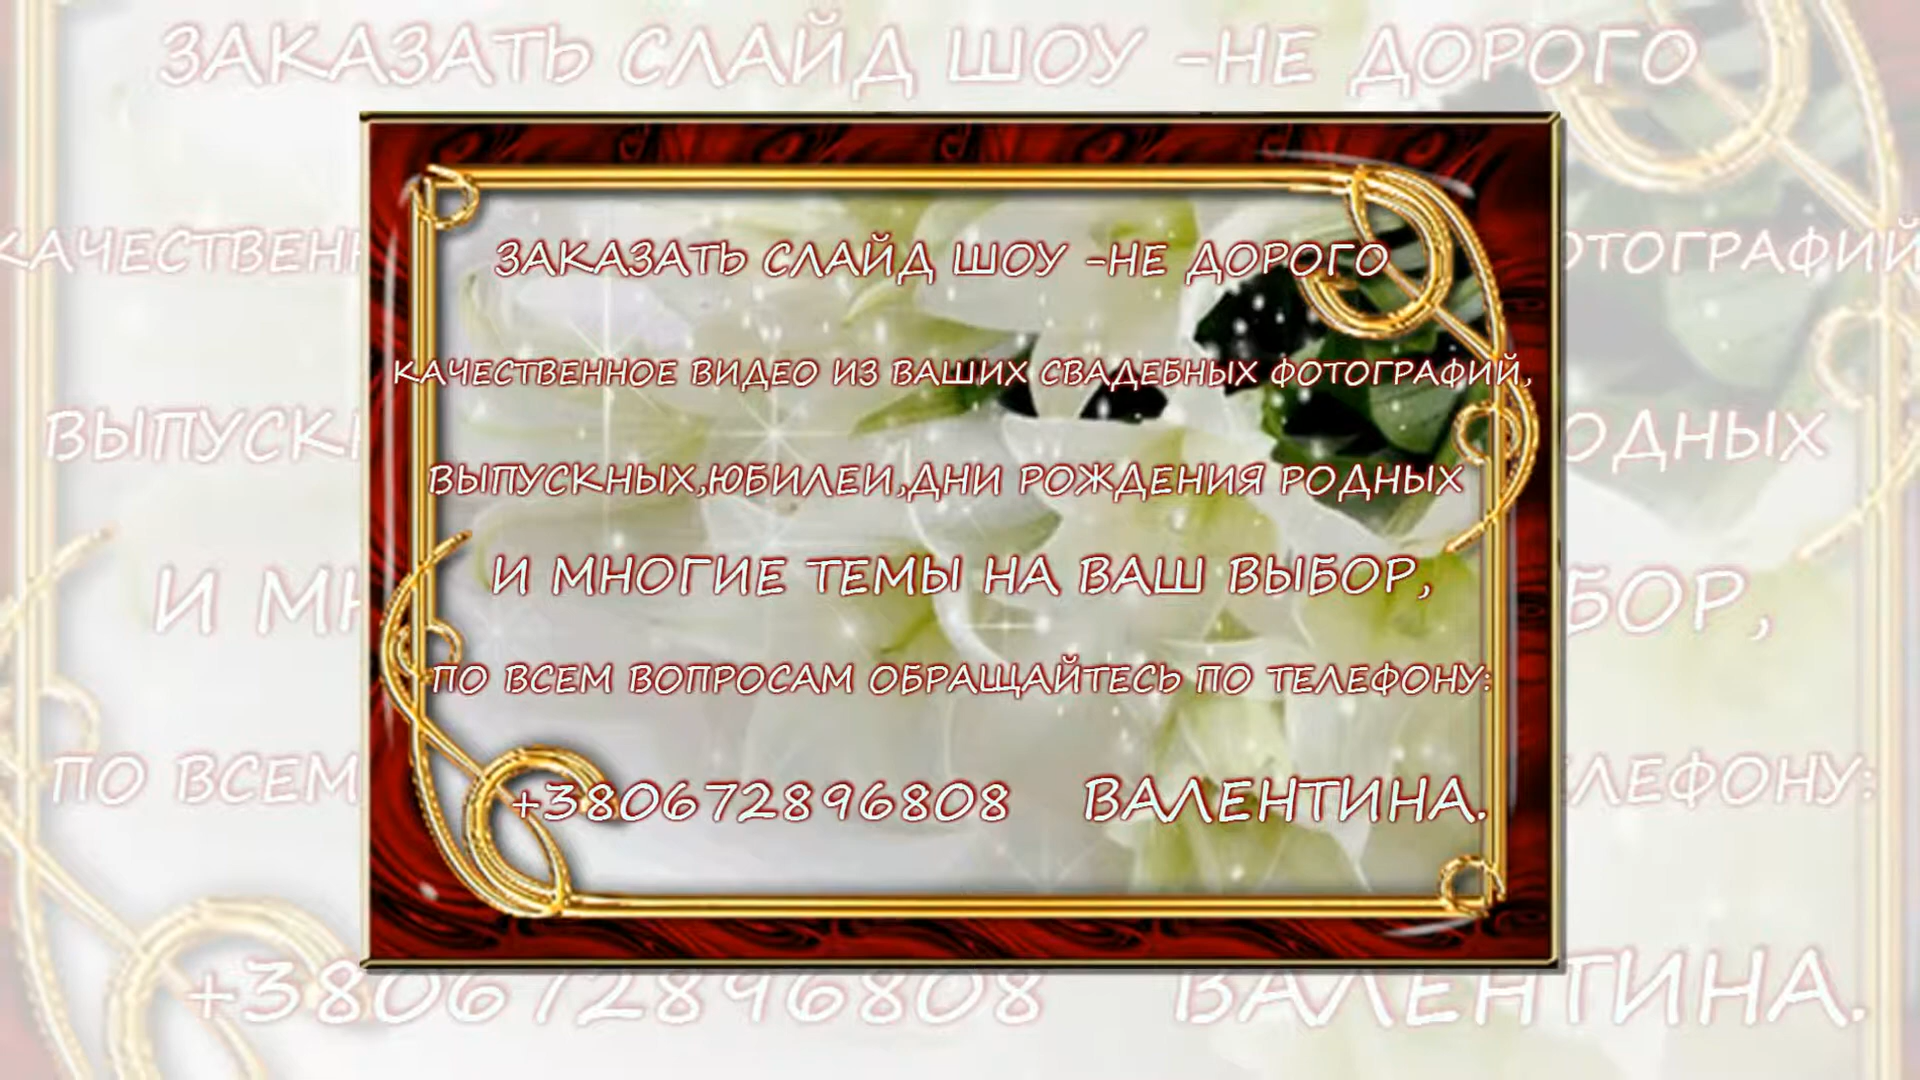 ЗАКАЗАТЬ СЛАЙД ШОУ -НЕ ДОРОГО
КАЧЕСТВЕННОЕ ВИДЕО ИЗ ВАШИХ СВАДЕБНЫХ ФОТОГРАФИЙ,
ВЫПУСКНЫХ,ЮБИЛЕИ,ДНИ РОЖДЕНИЯ РОДНЫХ
И МНОГИЕ ТЕМЫ НА ВАШ ВЫБОР,
ПО ВСЕМ ВОПРОСАМ ОБРАЩАЙТЕСЬ ПО ТЕЛЕФОНУ:
+380672896808 ВАЛЕНТИНА.